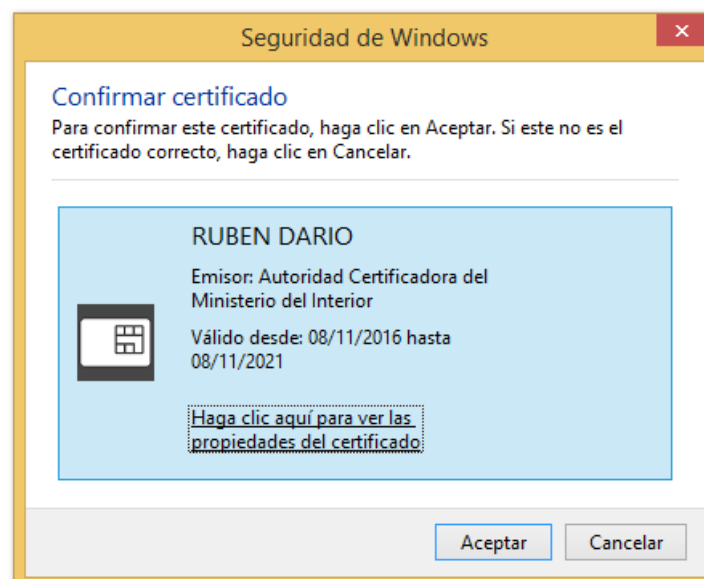 Seguridad de Windows
Confirmar certificado
Para confirmar este certificado, haga clic en Aceptar. Si este no es el
certificado correcto, haga clic en Cancelar.
RUBEN DARIO
Emisor: Autoridad Certificadora del
Ministerio del Interior
Válido desde: 08/11/2016 hasta
08/11/2021
Haga clic aquí para ver las
propiedades del certificado
Aceptar
Cancelar